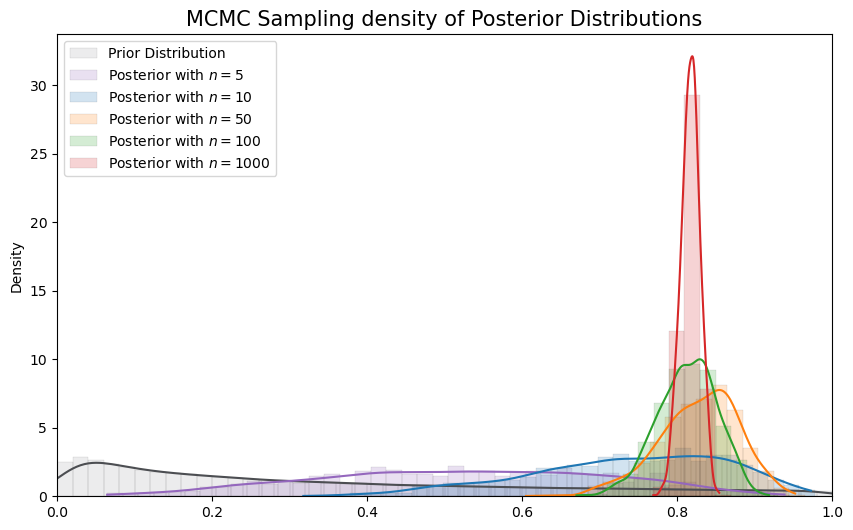 MCMC Sampling density of Posterior Distributions
Prior Distribution
Posterior with n = 5
Posterior with n = 10
Posterior with n = 50
Posterior with n = 100
Posterior with n = 1000
Density
30
25
20
15
10
5
0
0.0 0.2 0.4 0.6 0.8 1.0